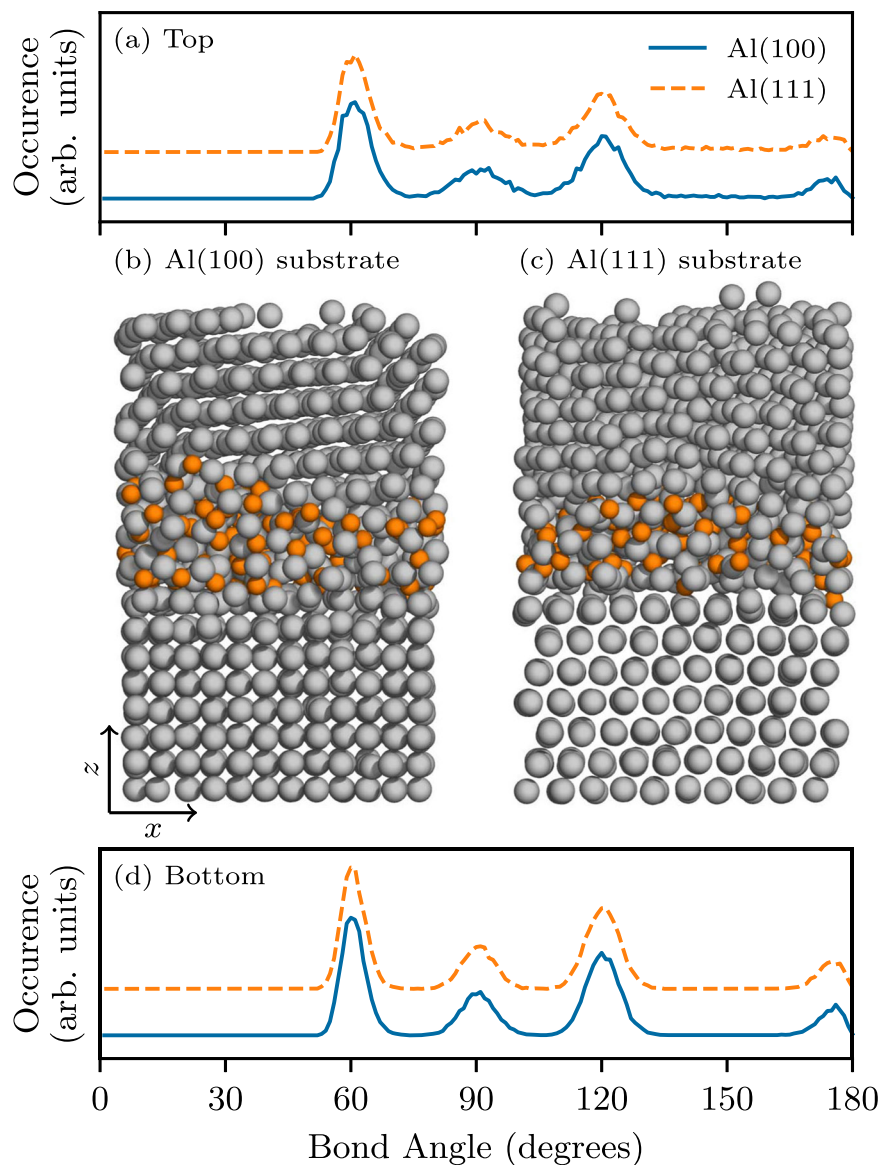 (a) Top
Al(100)
Al(111)
Occurence
(arb. units)
(b) Al(100) substrate
(c) Al(111) substrate
z
x
(d) Bottom
Occurence
(arb. units)
0 30 60 90 120 150 180
Bond Angle (degrees)